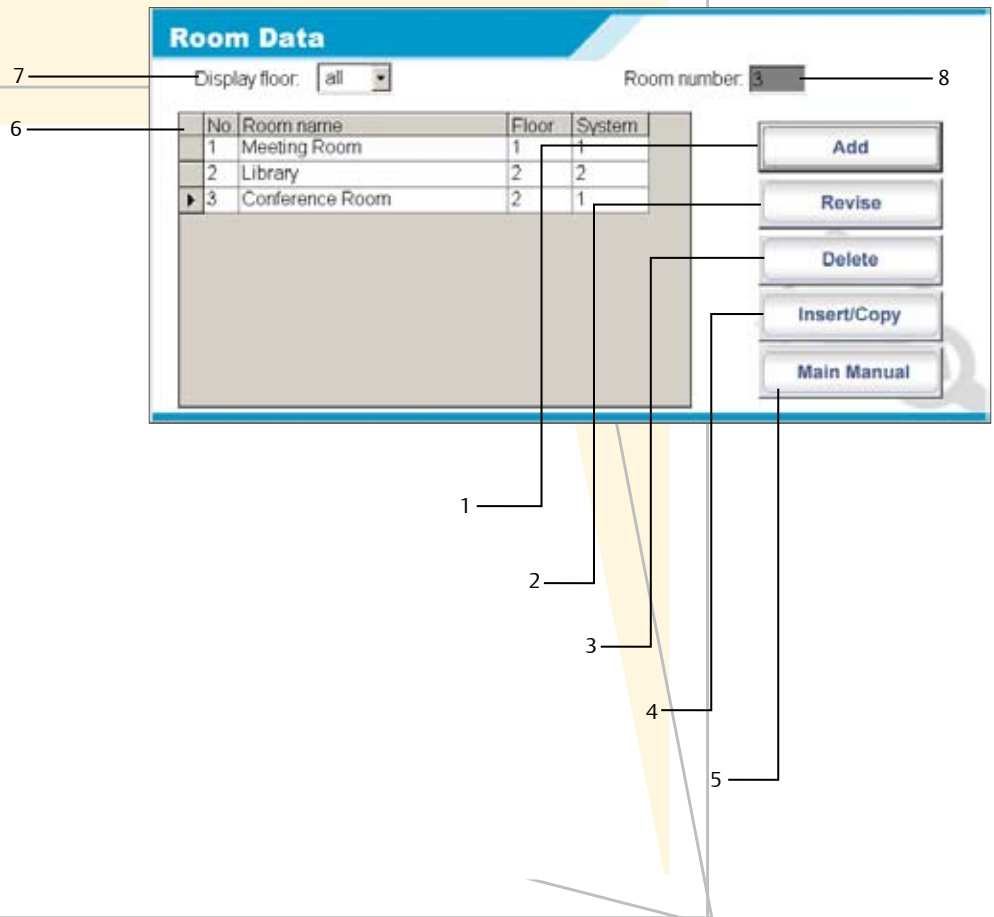 Room Data
7 Display floor: all Room number: 3 8
6 No. Room name Floor System
1 Meeting Room 1 1
2 Library 2 2
3 Conference Room 2 1
Add
Revise
Delete
Insert/Copy
Main Manual
1
2
3
4
5